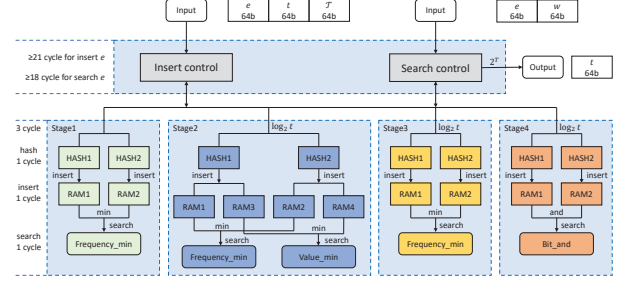 Input
e t 𝒯
64b 64b 64b
Input
e w
64b 64b
≥21 cycle for insert e
≥18 cycle for search e
Insert control
Search control
2^T
Output
t
64b
3 cycle
hash
1 cycle
insert
1 cycle
search
1 cycle
Stage1
HASH1 HASH2
insert insert
RAM1 RAM2
min
search
Frequency_min
Stage2
log₂ t
HASH1 HASH2
insert insert
RAM1 RAM3 RAM2 RAM4
min min
search search
Frequency_min Value_min
Stage3
log₂ t
HASH1 HASH2
insert insert
RAM1 RAM2
min
search
Frequency_min
Stage4
log₂ t
HASH1 HASH2
insert insert
RAM1 RAM2
and
search
Bit_and